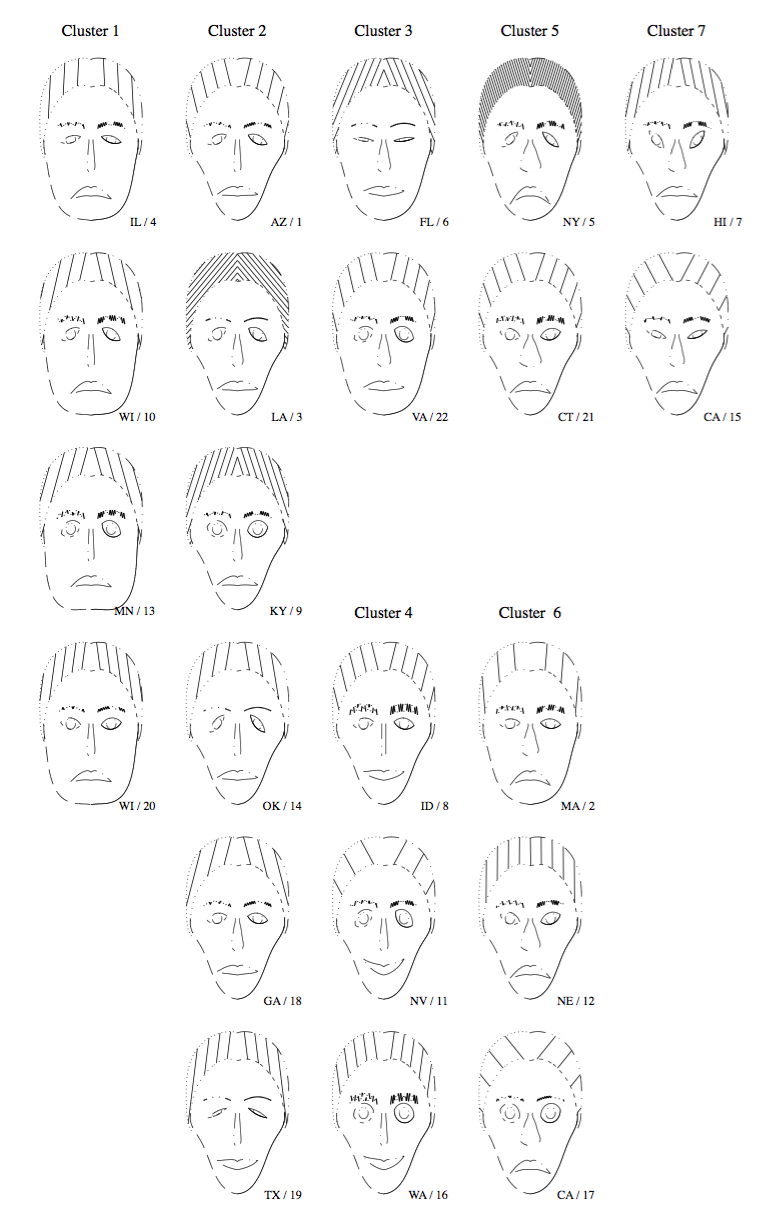 Cluster 1
Cluster 2
Cluster 3
Cluster 5
Cluster 7
IL / 4
AZ / 1
FL / 6
NY / 5
HI / 7
WI / 10
LA / 3
VA / 22
CT / 21
CA / 15
MN / 13
KY / 9
Cluster 4
Cluster 6
WI / 20
OK / 14
ID / 8
MA / 2
GA / 18
NV / 11
NE / 12
TX / 19
WA / 16
CA / 17